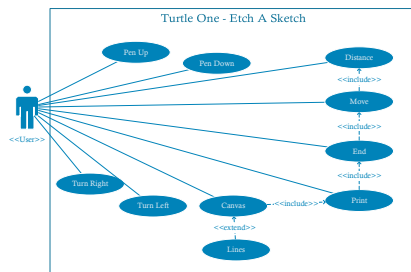 Turtle One - Etch A Sketch
Pen Up
Pen Down
Distance
<<include>>
Move
<<include>>
<<User>>
End
<<include>>
Turn Right
Turn Left
Canvas
<<include>>
Print
<<extend>>
Lines